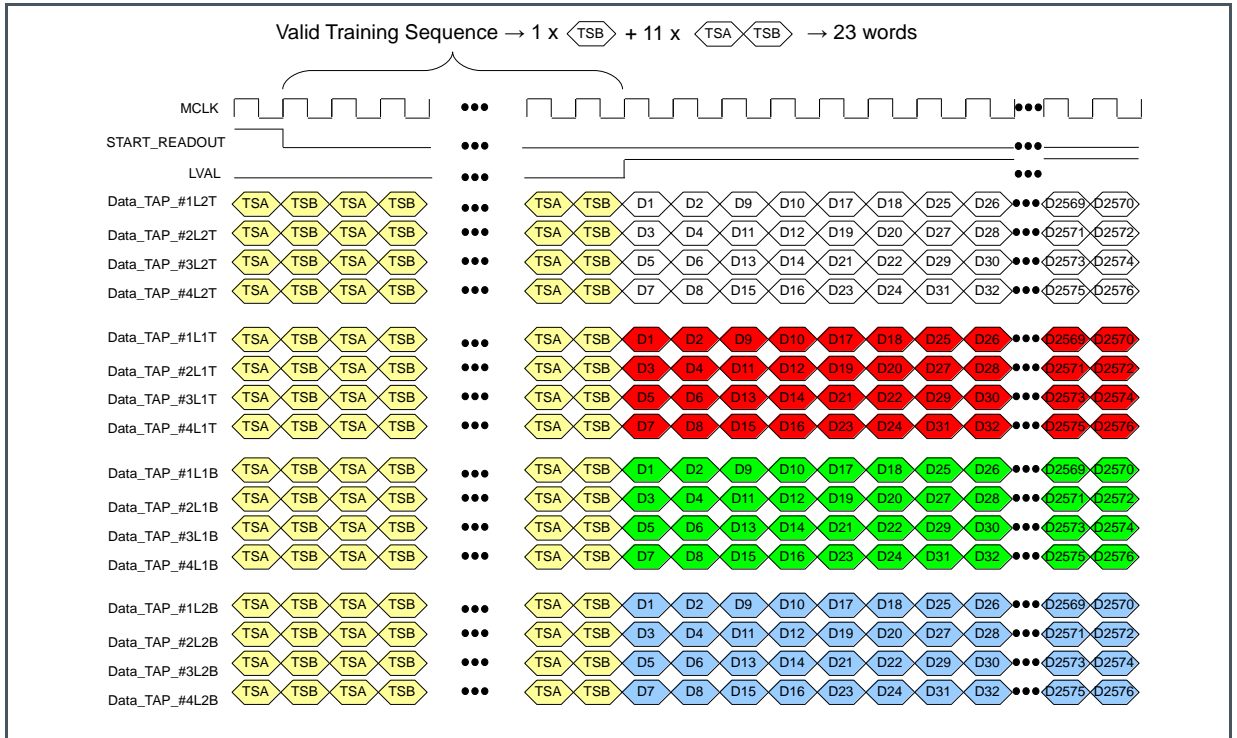 Valid Training Sequence → 1 x TSB + 11 x TSA TSB → 23 words
MCLK •••  •••
START_READOUT ••• •••
LVAL ••• •••
Data_TAP_#1L2T TSA TSB TSA TSB ••• TSA TSB D1 D2 D9 D10 D17 D18 D25 D26 ••• D2569 D2570
Data_TAP_#2L2T TSA TSB TSA TSB ••• TSA TSB D3 D4 D11 D12 D19 D20 D27 D28 ••• D2571 D2572
Data_TAP_#3L2T TSA TSB TSA TSB ••• TSA TSB D5 D6 D13 D14 D21 D22 D29 D30 ••• D2573 D2574
Data_TAP_#4L2T TSA TSB TSA TSB ••• TSA TSB D7 D8 D15 D16 D23 D24 D31 D32 ••• D2575 D2576
Data_TAP_#1L1T TSA TSB TSA TSB ••• TSA TSB D1 D2 D9 D10 D17 D18 D25 D26 ••• D2569 D2570
Data_TAP_#2L1T TSA TSB TSA TSB ••• TSA TSB D3 D4 D11 D12 D19 D20 D27 D28 ••• D2571 D2572
Data_TAP_#3L1T TSA TSB TSA TSB ••• TSA TSB D5 D6 D13 D14 D21 D22 D29 D30 ••• D2573 D2574
Data_TAP_#4L1T TSA TSB TSA TSB ••• TSA TSB D7 D8 D15 D16 D23 D24 D31 D32 ••• D2575 D2576
Data_TAP_#1L1B TSA TSB TSA TSB ••• TSA TSB D1 D2 D9 D10 D17 D18 D25 D26 ••• D2569 D2570
Data_TAP_#2L1B TSA TSB TSA TSB ••• TSA TSB D3 D4 D11 D12 D19 D20 D27 D28 ••• D2571 D2572
Data_TAP_#3L1B TSA TSB TSA TSB ••• TSA TSB D5 D6 D13 D14 D21 D22 D29 D30 ••• D2573 D2574
Data_TAP_#4L1B TSA TSB TSA TSB ••• TSA TSB D7 D8 D15 D16 D23 D24 D31 D32 ••• D2575 D2576
Data_TAP_#1L2B TSA TSB TSA TSB ••• TSA TSB D1 D2 D9 D10 D17 D18 D25 D26 ••• D2569 D2570
Data_TAP_#2L2B TSA TSB TSA TSB ••• TSA TSB D3 D4 D11 D12 D19 D20 D27 D28 ••• D2571 D2572
Data_TAP_#3L2B TSA TSB TSA TSB ••• TSA TSB D5 D6 D13 D14 D21 D22 D29 D30 ••• D2573 D2574
Data_TAP_#4L2B TSA TSB TSA TSB ••• TSA TSB D7 D8 D15 D16 D23 D24 D31 D32 ••• D2575 D2576